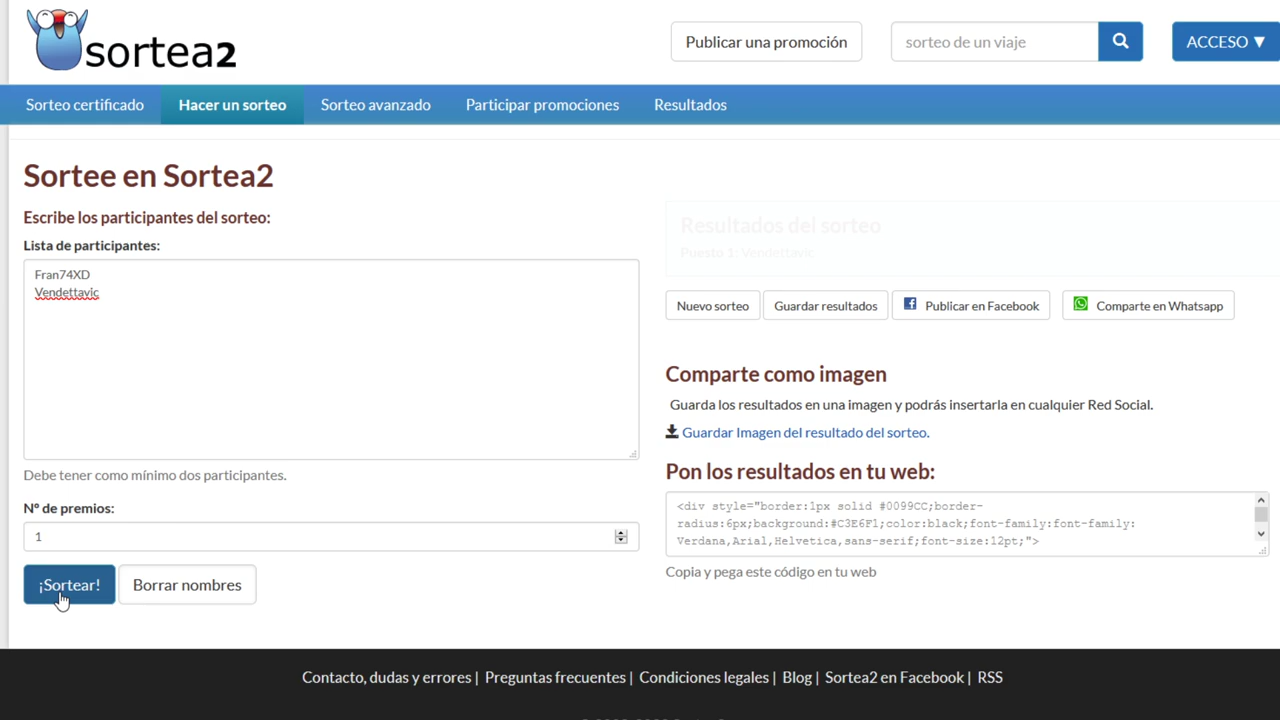 sortea2
Publicar una promoción
sorteo de un viaje
ACCESO ▼
Sorteo certificado
Hacer un sorteo
Sorteo avanzado
Participar promociones
Resultados
Sortee en Sortea2
Escribe los participantes del sorteo:
Lista de participantes:
Fran74XD
Vendettavic
Debe tener como mínimo dos participantes.
Nº de premios:
1
¡Sortear!
Borrar nombres
Resultados del sorteo
Puesto 1: Vendettavic
Nuevo sorteo
Guardar resultados
Publicar en Facebook
Comparte en Whatsapp
Comparte como imagen
Guarda los resultados en una imagen y podrás insertarla en cualquier Red Social.
Guardar Imagen del resultado del sorteo.
Pon los resultados en tu web:
<div style="border:1px solid #0099CC;border-
radius:6px;background:#C3E6F1;color:black;font-family:font-family:
Verdana,Arial,Helvetica,sans-serif;font-size:12pt;">
Copia y pega este código en tu web
Contacto, dudas y errores | Preguntas frecuentes | Condiciones legales | Blog | Sortea2 en Facebook | RSS